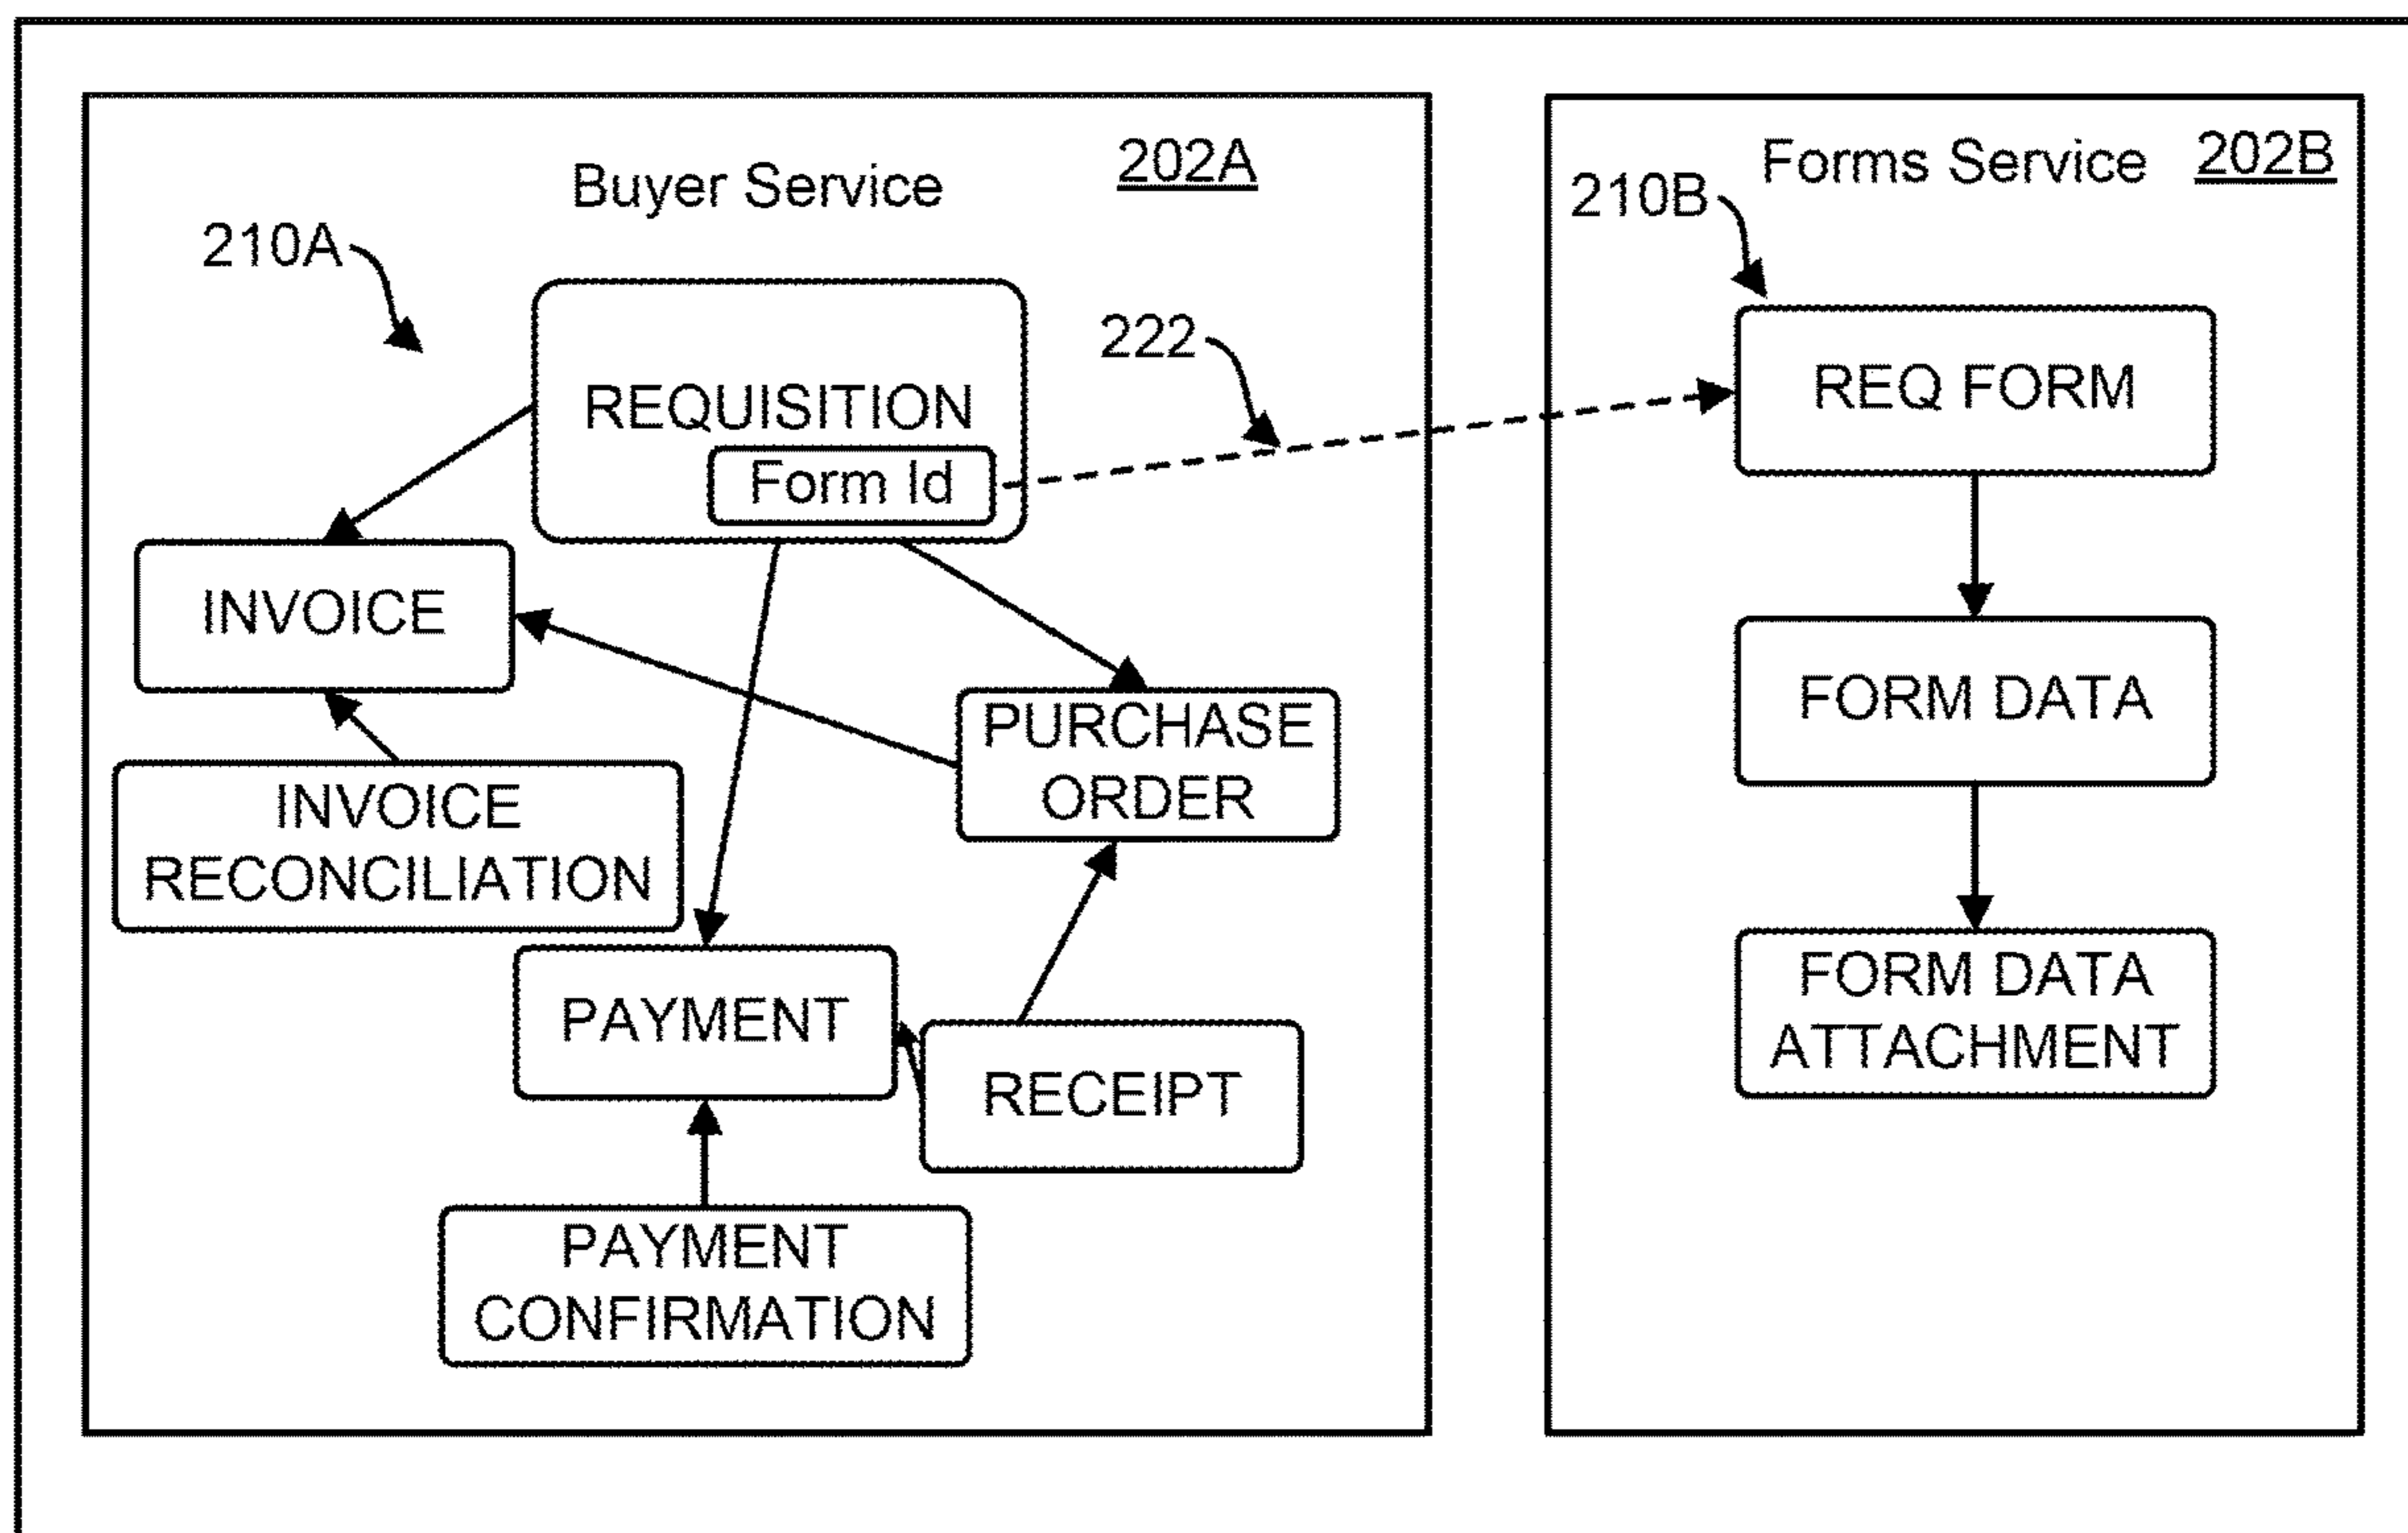 Buyer Service
202A
210A
REQUISITION
Form Id
222
INVOICE
PURCHASE
ORDER
INVOICE
RECONCILIATION
PAYMENT
RECEIPT
PAYMENT
CONFIRMATION
Forms Service
202B
210B
REQ FORM
FORM DATA
FORM DATA
ATTACHMENT